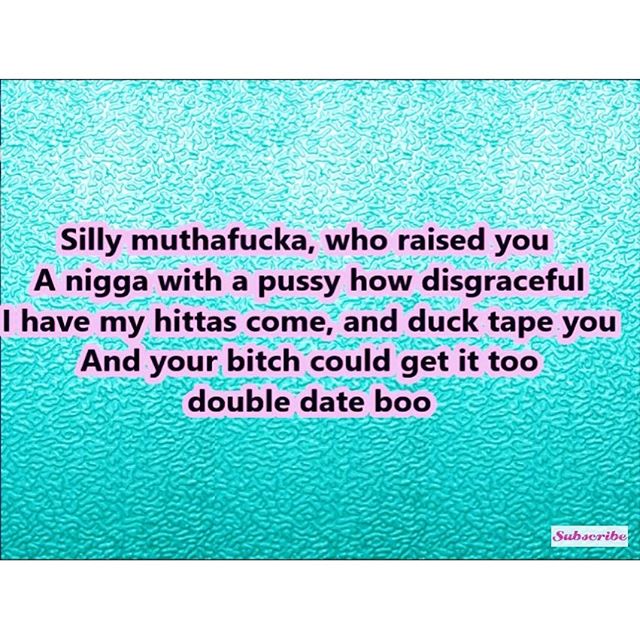 Silly muthafucka, who raised you
A nigga with a pussy how disgraceful
I have my hittas come, and duck tape you
And your bitch could get it too
double date boo
Subscribe